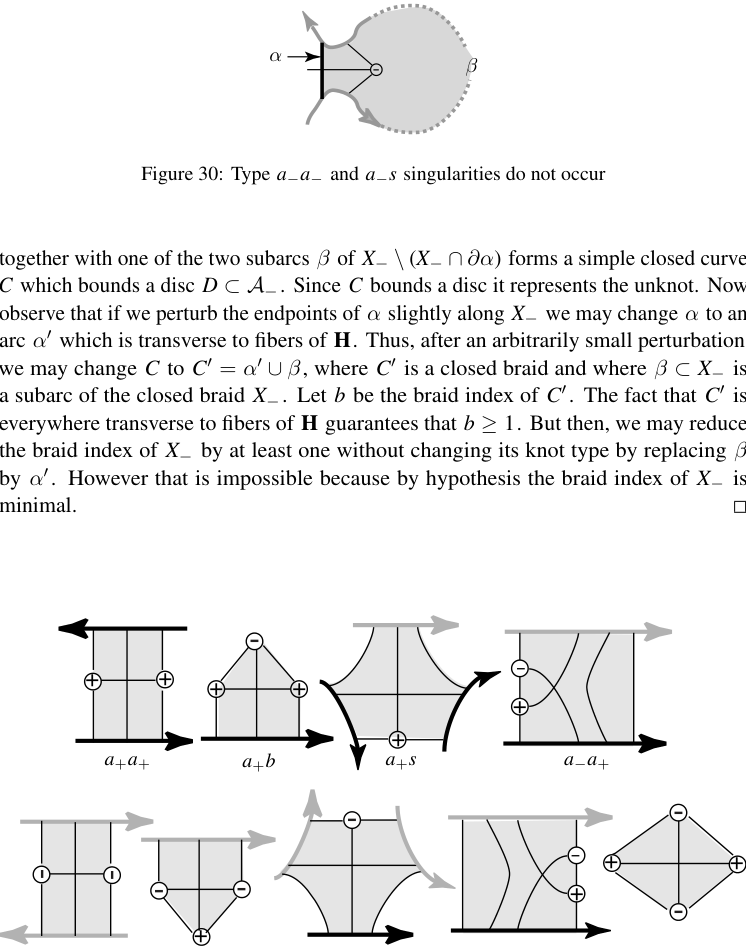 α
β
Figure 30: Type a₋a₋ and a₋s singularities do not occur
together with one of the two subarcs β of X₋ \ (X₋ ∩ ∂α) forms a simple closed curve
C which bounds a disc D ⊂ 𝒜₋. Since C bounds a disc it represents the unknot. Now
observe that if we perturb the endpoints of α slightly along X₋ we may change α to an
arc α′ which is transverse to fibers of H. Thus, after an arbitrarily small perturbation
we may change C to C′ = α′ ∪ β, where C′ is a closed braid and where β ⊂ X₋ is
a subarc of the closed braid X₋. Let b be the braid index of C′. The fact that C′ is
everywhere transverse to fibers of H guarantees that b ≥ 1. But then, we may reduce
the braid index of X₋ by at least one without changing its knot type by replacing β
by α′. However that is impossible because by hypothesis the braid index of X₋ is
minimal. □
a₊a₊ a₊b a₊s a₋a₊